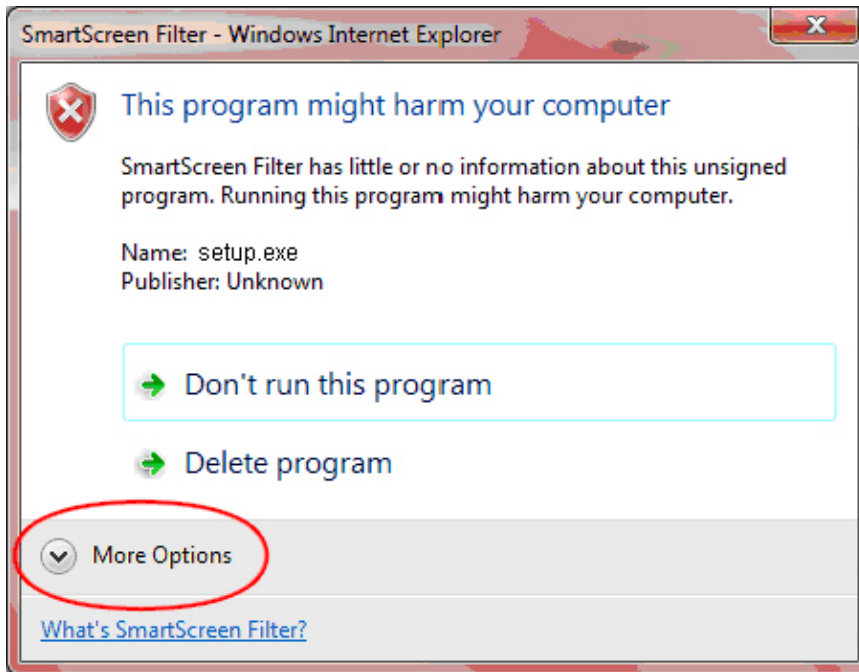 SmartScreen Filter - Windows Internet Explorer
This program might harm your computer
SmartScreen Filter has little or no information about this unsigned
program. Running this program might harm your computer.
Name: setup.exe
Publisher: Unknown
Don't run this program
Delete program
More Options
What's SmartScreen Filter?